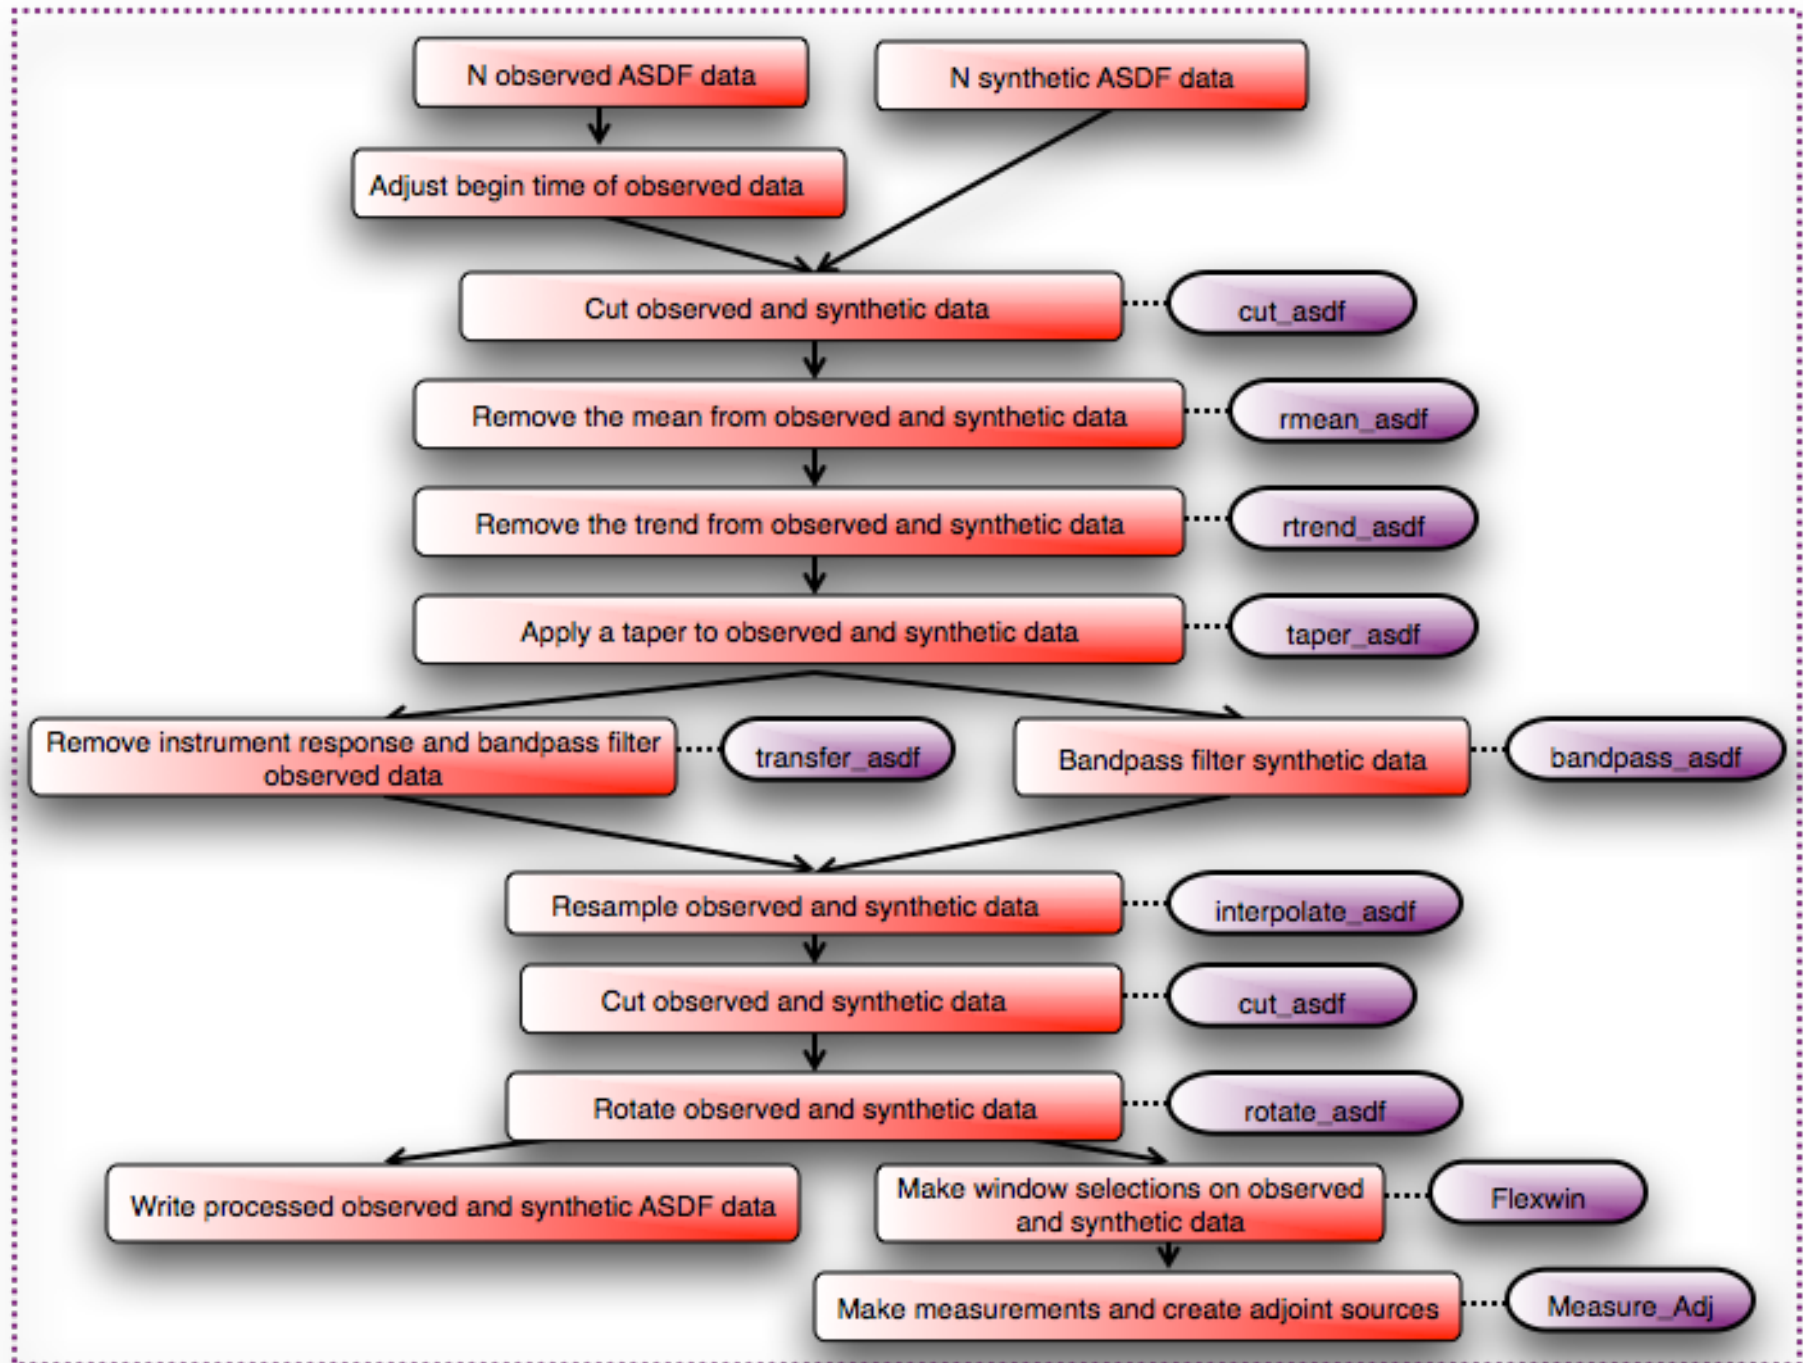 N observed ASDF data
N synthetic ASDF data
Adjust begin time of observed data
Cut observed and synthetic data
cut_asdf
Remove the mean from observed and synthetic data
rmean_asdf
Remove the trend from observed and synthetic data
rtrend_asdf
Apply a taper to observed and synthetic data
taper_asdf
Remove instrument response and bandpass filter
observed data
transfer_asdf
Bandpass filter synthetic data
bandpass_asdf
Resample observed and synthetic data
interpolate_asdf
Cut observed and synthetic data
cut_asdf
Rotate observed and synthetic data
rotate_asdf
Write processed observed and synthetic ASDF data
Make window selections on observed
and synthetic data
Flexwin
Make measurements and create adjoint sources
Measure_Adj